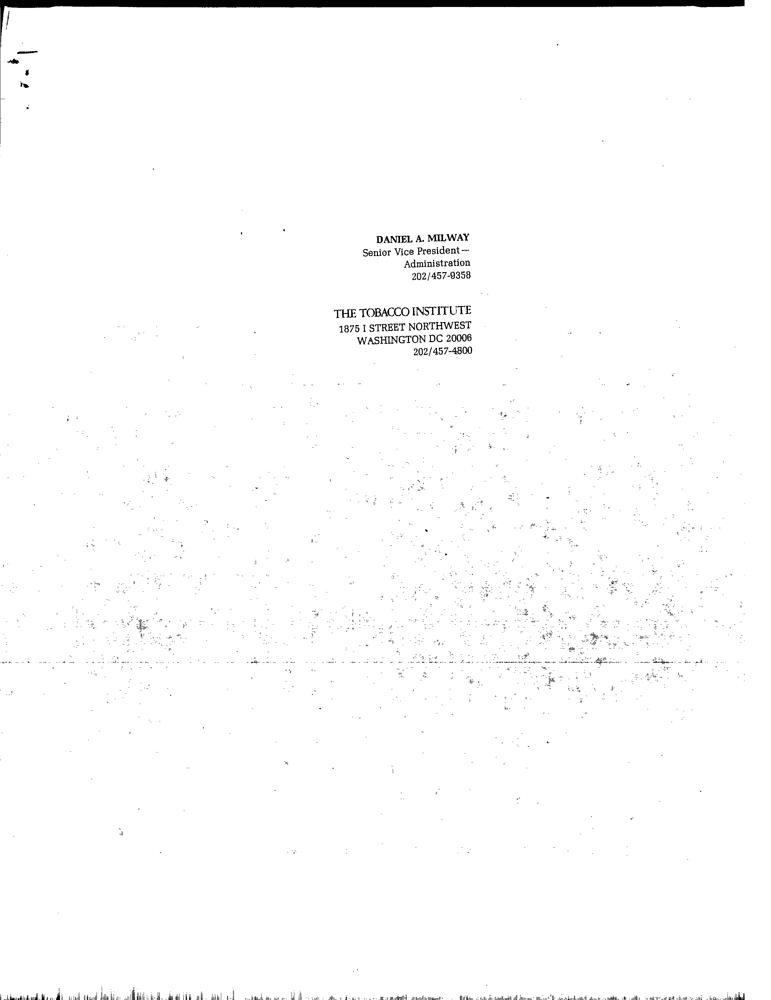 DANIEL A. MILWAY
Senior Vice President —
Administration
202/457-9358
THE TOBACCO INSTITUTE
1875 I STREET NORTHWEST
WASHINGTON DC 20006
202/457-4800